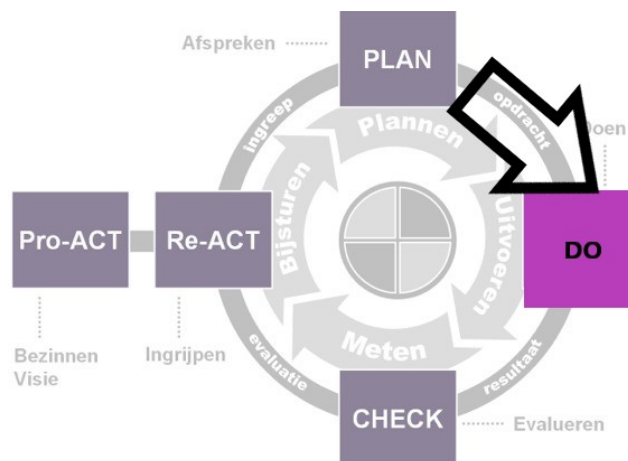 Afspreken
PLAN
ingreep
Plannen
opdracht
Doen
Pro-ACT
Re-ACT
Bijsturen
Uitvoeren
DO
Bezinnen
Visie
Ingrijpen
evaluatie
Meten
resultaat
CHECK
Evalueren